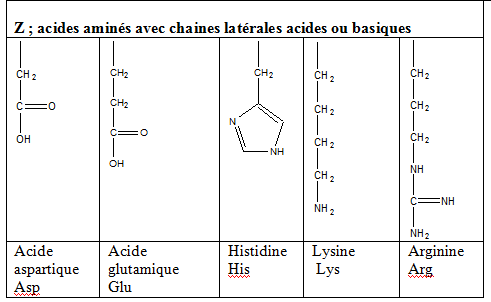 Z ; acides aminés avec chaines latérales acides ou basiques
CH2
C=O
OH
CH2
CH2
C=O
OH
CH2
N
NH
CH2
CH2
CH2
CH2
NH2
CH2
CH2
CH2
NH
C=NH
NH2
Acide
aspartique
Asp
Acide
glutamique
Glu
Histidine
His
Lysine
Lys
Arginine
Arg